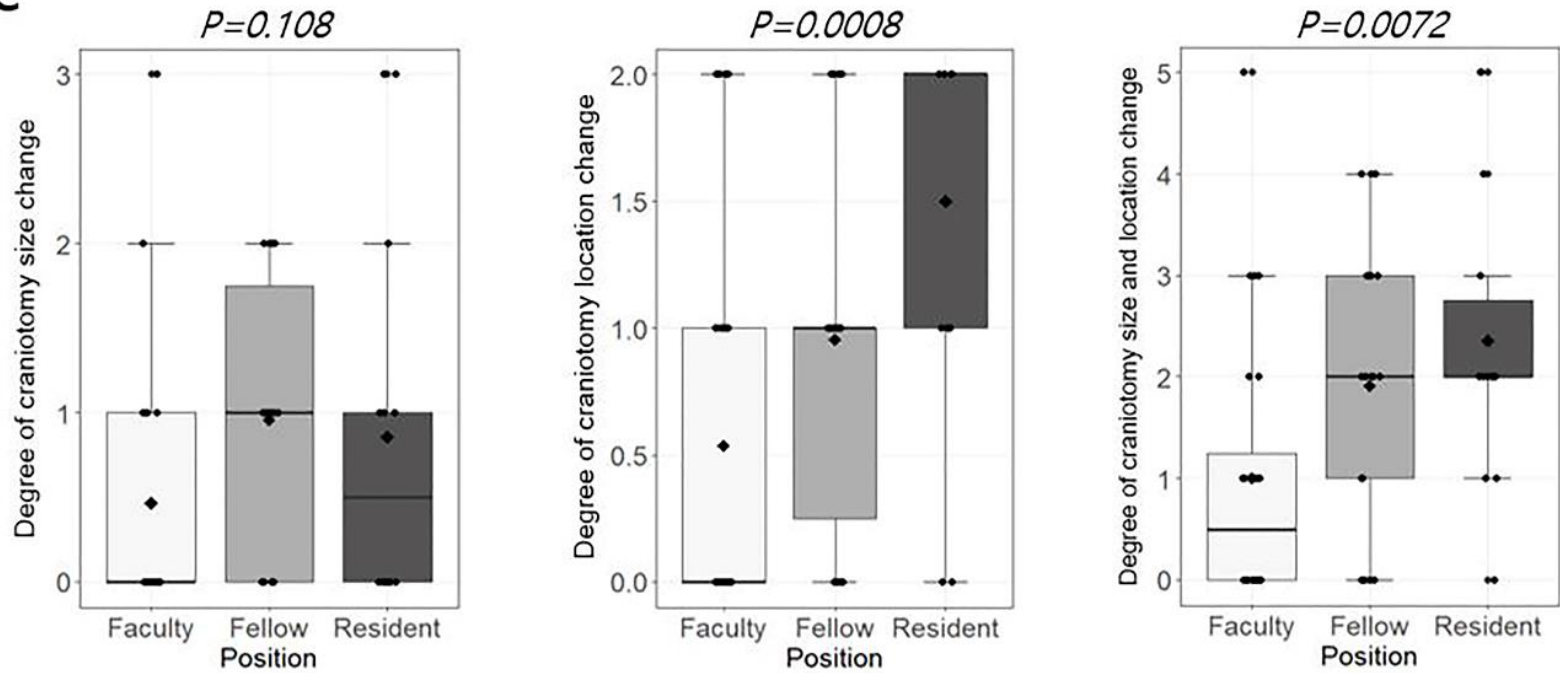 C
P=0.108
Degree of craniotomy size change
3
2
1
0
Faculty Fellow Resident
Position
P=0.0008
Degree of craniotomy location change
2.0
1.5
1.0
0.5
0.0
Faculty Fellow Resident
Position
P=0.0072
Degree of craniotomy size and location change
5
4
3
2
1
0
Faculty Fellow Resident
Position